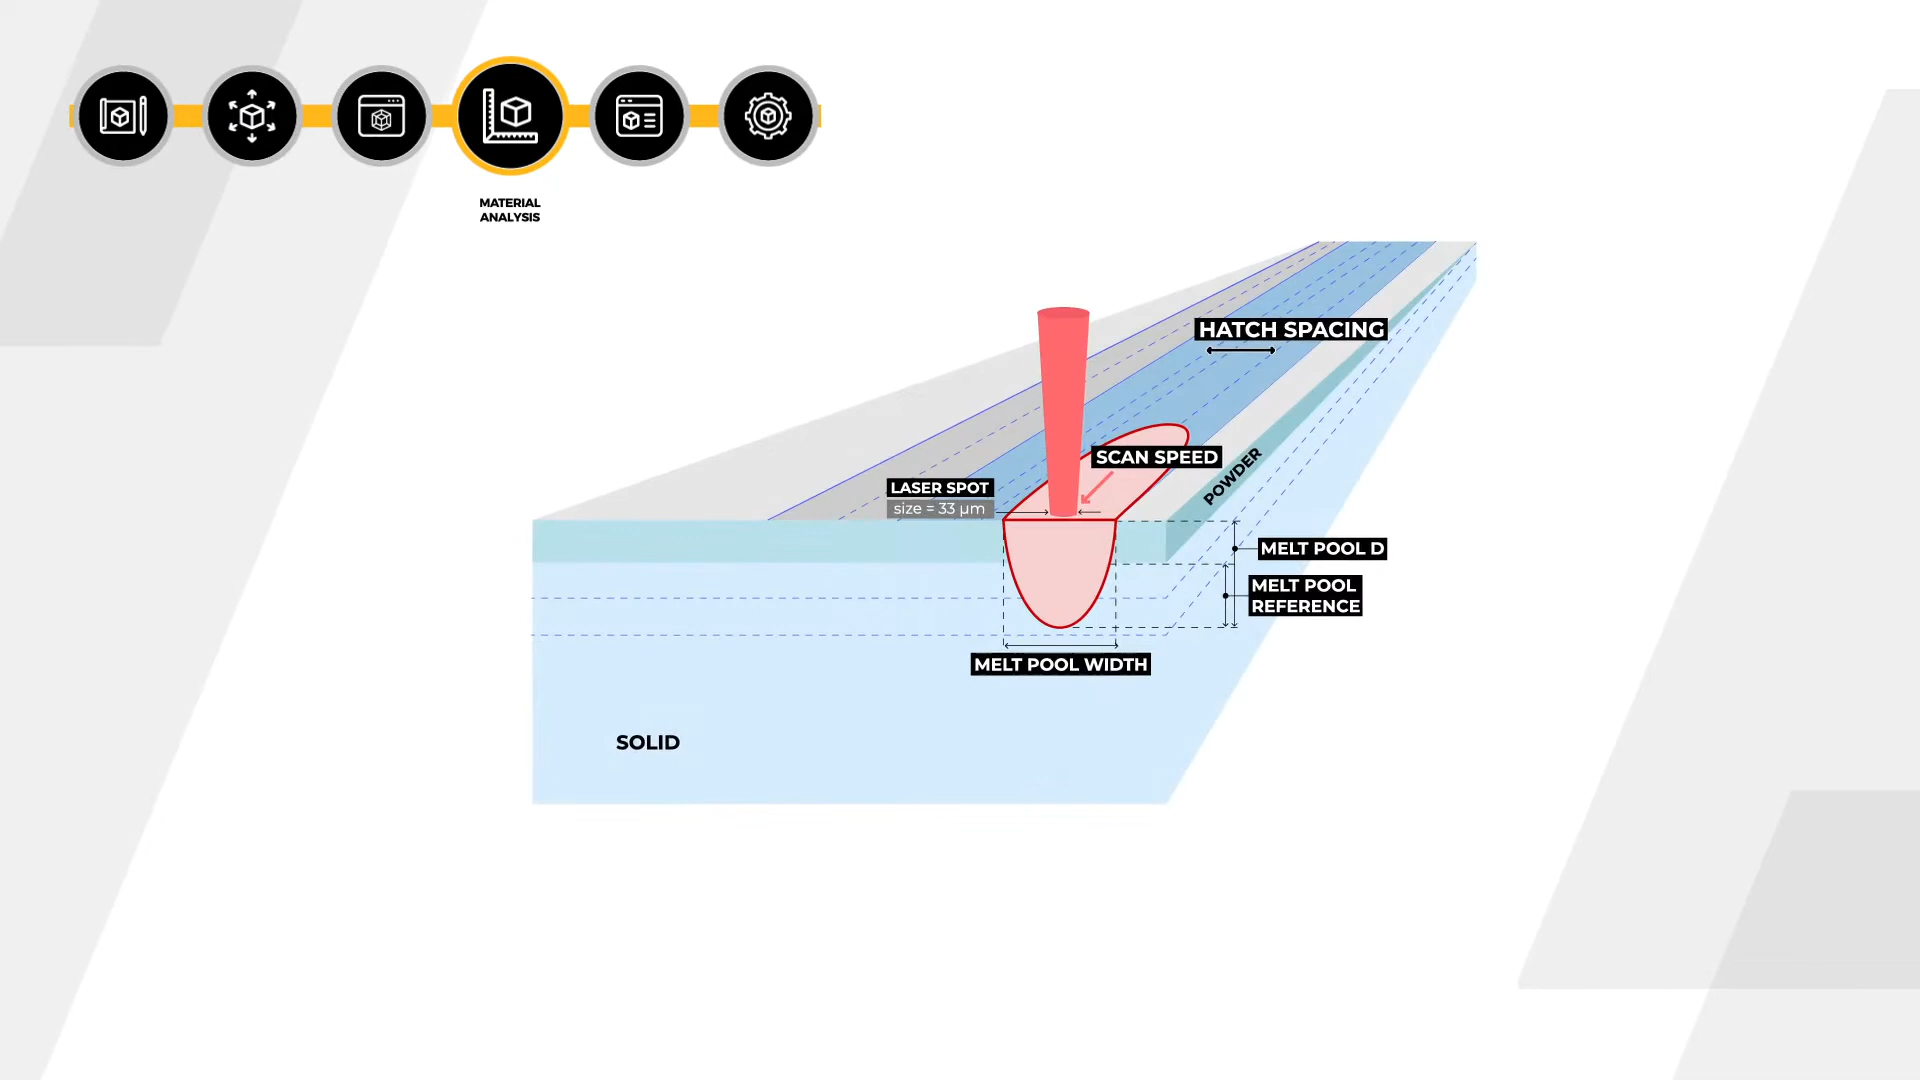 MATERIAL
ANALYSIS
HATCH SPACING
SCAN SPEED
LASER SPOT
size = 33 µm
POWDER
MELT POOL D
MELT POOL
REFERENCE
MELT POOL WIDTH
SOLID